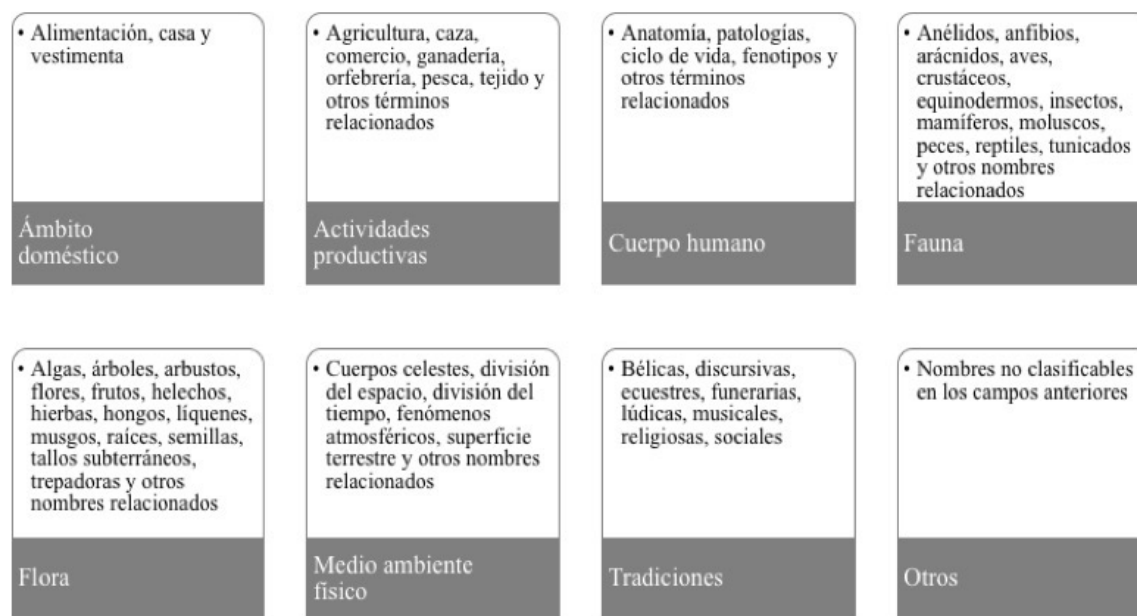 • Alimentación, casa y
vestimenta
Ámbito
doméstico
• Agricultura, caza,
comercio, ganadería,
orfebrería, pesca, tejido y
otros términos
relacionados
Actividades
productivas
• Anatomía, patologías,
ciclo de vida, fenotipos y
otros términos
relacionados
Cuerpo humano
• Anélidos, anfibios,
arácnidos, aves,
crustáceos,
equinodermos, insectos,
mamíferos, moluscos,
peces, reptiles, tunicados
y otros nombres
relacionados
Fauna
• Algas, árboles, arbustos,
flores, frutos, helechos,
hierbas, hongos, líquenes,
musgos, raíces, semillas,
tallos subterráneos,
trepadoras y otros
nombres relacionados
Flora
• Cuerpos celestes, división
del espacio, división del
tiempo, fenómenos
atmosféricos, superficie
terrestre y otros nombres
relacionados
Medio ambiente
físico
• Bélicas, discursivas,
ecuestres, funerarias,
lúdicas, musicales,
religiosas, sociales
Tradiciones
• Nombres no clasificables
en los campos anteriores
Otros